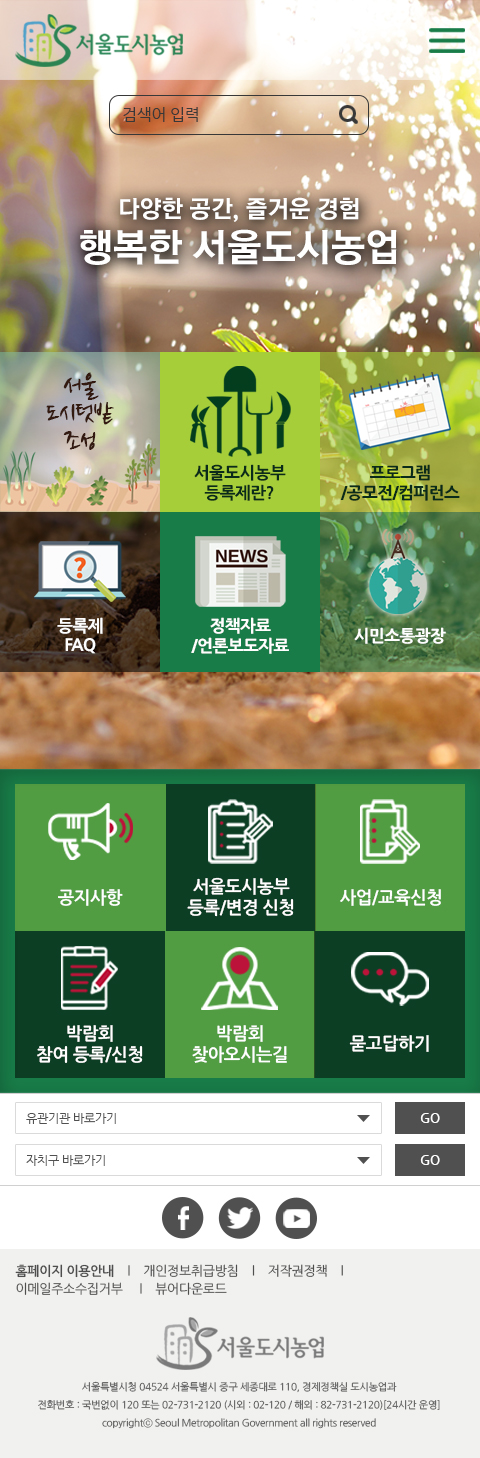 서울도시농업
검색어 입력
다양한 공간, 즐거운 경험
행복한 서울도시농업
서울
도시텃밭
조성
서울도시농부
등록제란?
프로그램
/공모전/컴퍼런스
등록제
FAQ
NEWS
정책자료
/언론보도자료
시민소통광장
공지사항
서울도시농부
등록/변경 신청
사업/교육신청
박람회
참여 등록/신청
박람회
찾아오시는길
묻고답하기
유관기관 바로가기
GO
자치구 바로가기
GO
홈페이지 이용안내 | 개인정보취급방침 | 저작권정책 |
이메일주소수집거부 | 뷰어다운로드
서울도시농업
서울특별시청 04524 서울특별시 중구 세종대로 110, 경제정책실 도시농업과
전화번호 : 국번없이 120 또는 02-731-2120 (시외 : 02-120 / 해외 : 82-731-2120)[24시간 운영]
copyrightⓒ Seoul Metropolitan Government all rights reserved